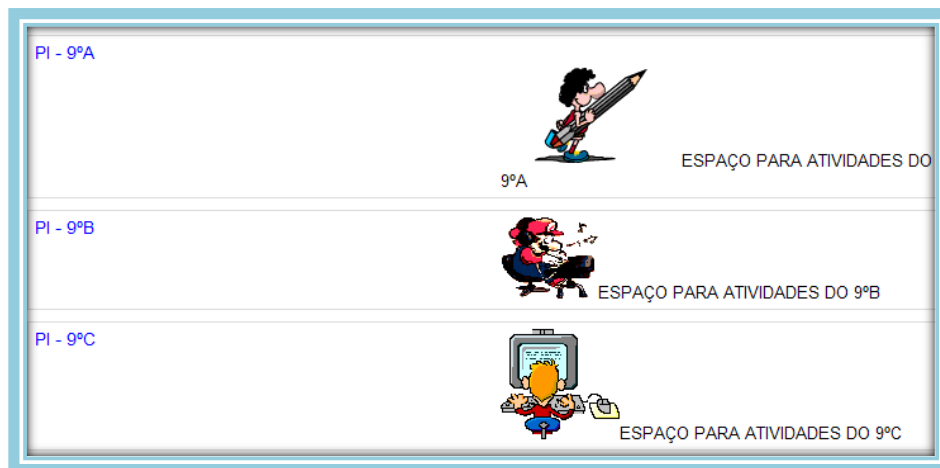 PI - 9ºA
ESPAÇO PARA ATIVIDADES DO
9ºA
PI - 9ºB
ESPAÇO PARA ATIVIDADES DO 9ºB
PI - 9ºC
ESPAÇO PARA ATIVIDADES DO 9ºC